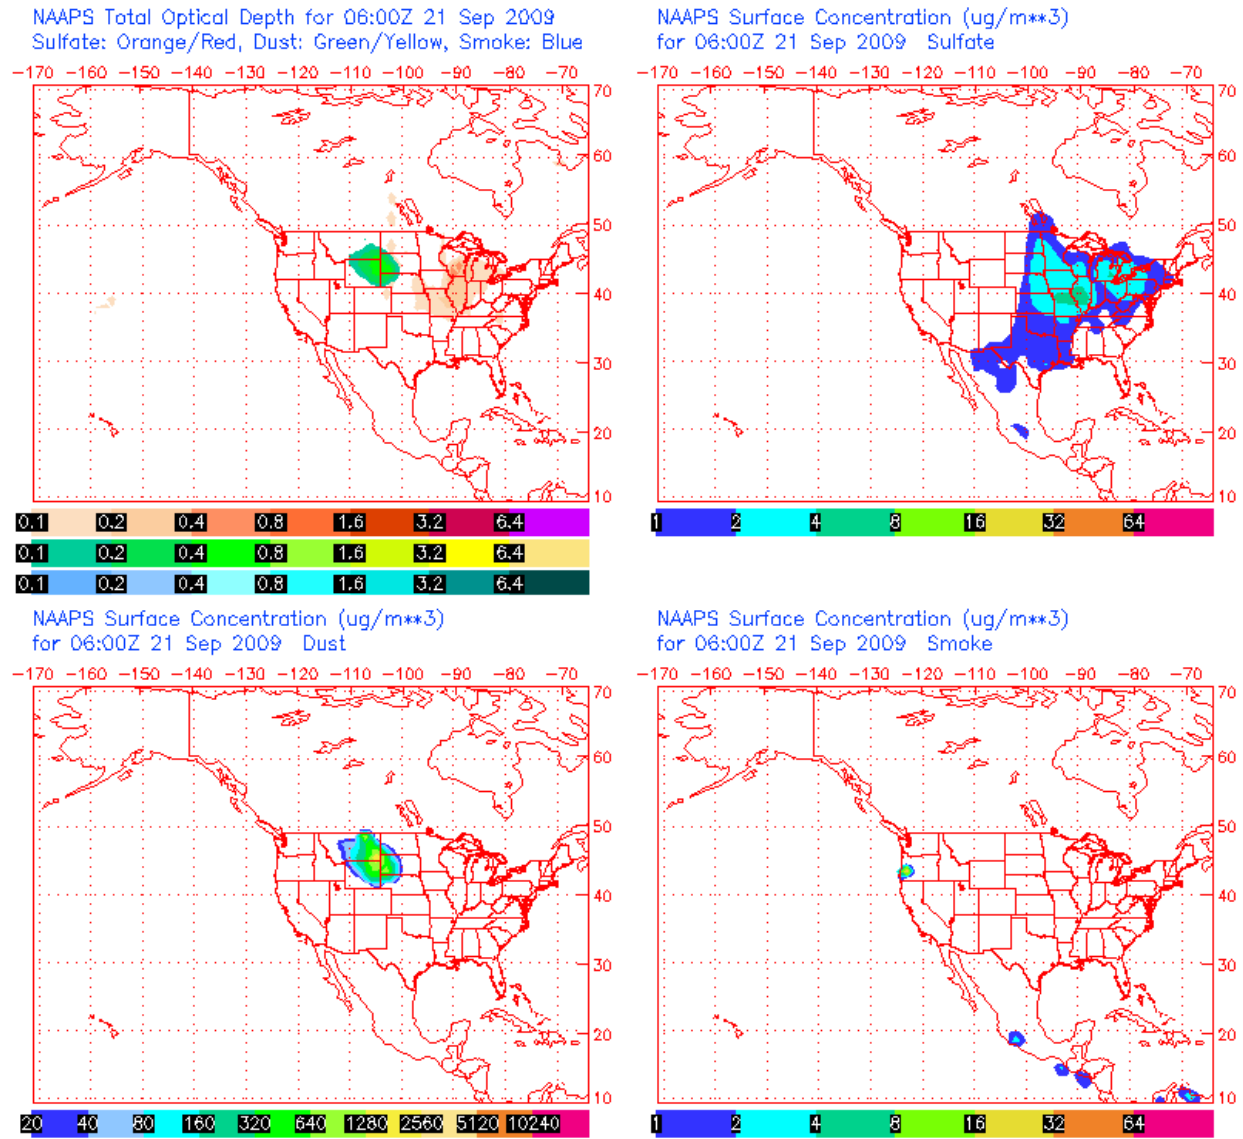 NAAPS Total Optical Depth for 06:00Z 21 Sep 2009
Sulfate: Orange/Red, Dust: Green/Yellow, Smoke: Blue
-170 -160 -150 -140 -130 -120 -110 -100 -90 -80 -70
70
60
50
40
30
20
10
0.1 0.2 0.4 0.8 1.6 3.2 6.4
0.1 0.2 0.4 0.8 1.6 3.2 6.4
0.1 0.2 0.4 0.8 1.6 3.2 6.4
NAAPS Surface Concentration (ug/m**3)
for 06:00Z 21 Sep 2009 Sulfate
-170 -160 -150 -140 -130 -120 -110 -100 -90 -80 -70
70
60
50
40
30
20
10
1 2 4 8 16 32 64
NAAPS Surface Concentration (ug/m**3)
for 06:00Z 21 Sep 2009 Dust
-170 -160 -150 -140 -130 -120 -110 -100 -90 -80 -70
70
60
50
40
30
20
10
20 40 80 160 320 640 1280 2560 5120 10240
NAAPS Surface Concentration (ug/m**3)
for 06:00Z 21 Sep 2009 Smoke
-170 -160 -150 -140 -130 -120 -110 -100 -90 -80 -70
70
60
50
40
30
20
10
1 2 4 8 16 32 64